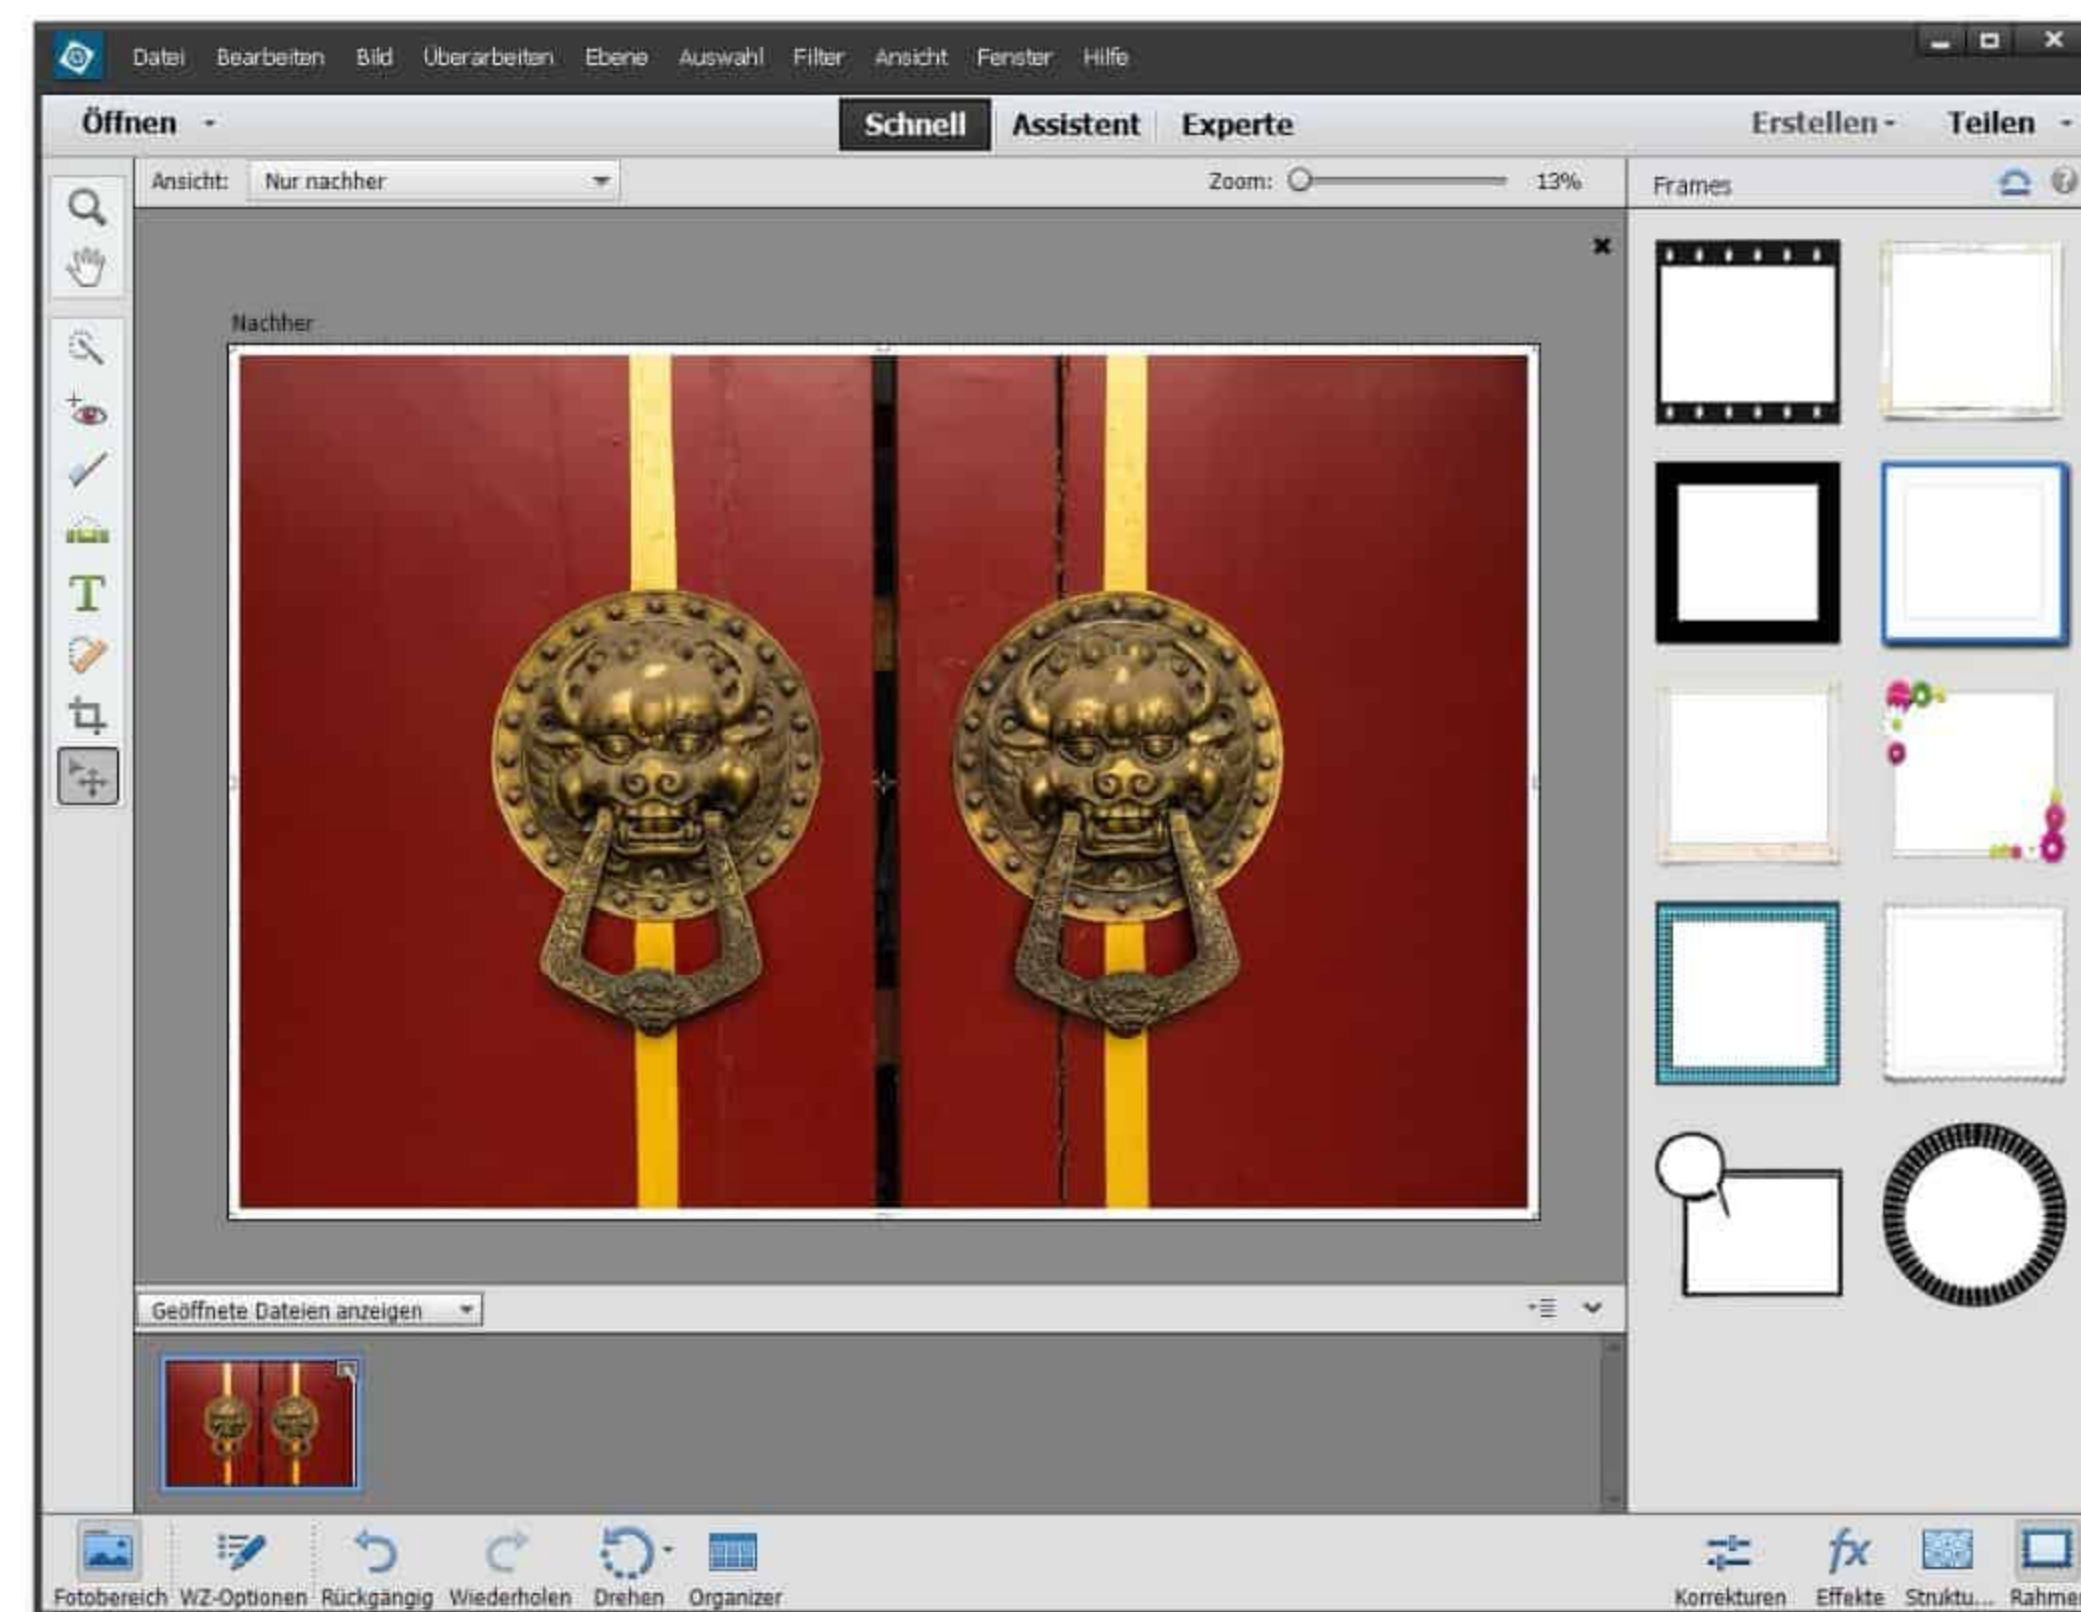 Datei Bearbeiten Bild Überarbeiten Ebene Auswahl Filter Ansicht Fenster Hilfe
Öffnen Schnell Assistent Experte Erstellen Teilen
Ansicht: Nur nachher Zoom: 13% Frames
Nachher
T
Geöffnete Dateien anzeigen
fx
Fotobereich WZ-Optionen Rückgängig Wiederholen Drehen Organizer Korrekturen Effekte Struktu... Rahmen